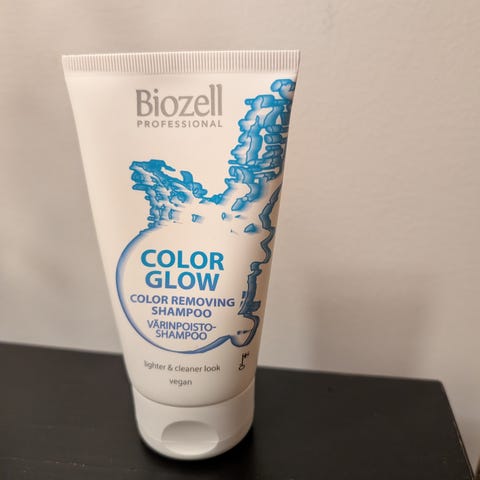 Biozell
PROFESSIONAL
COLOR
GLOW
COLOR REMOVING
SHAMPOO
VÄRINPOISTO-
SHAMPOO
lighter & cleaner look
vegan